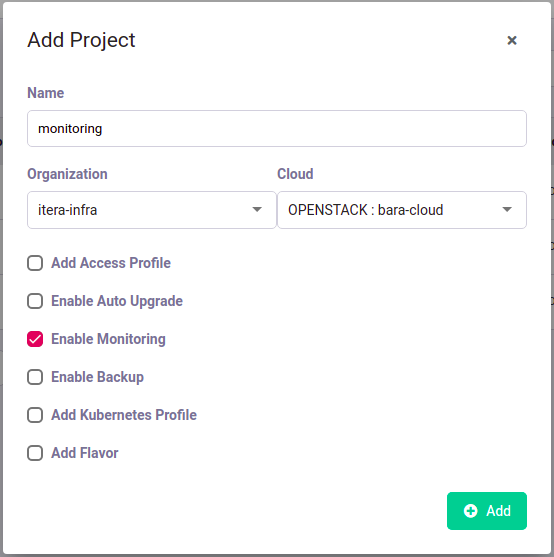 Add Project
Name
monitoring
Organization
Cloud
itera-infra
OPENSTACK : bara-cloud
Add Access Profile
Enable Auto Upgrade
Enable Monitoring
Enable Backup
Add Kubernetes Profile
Add Flavor
Add